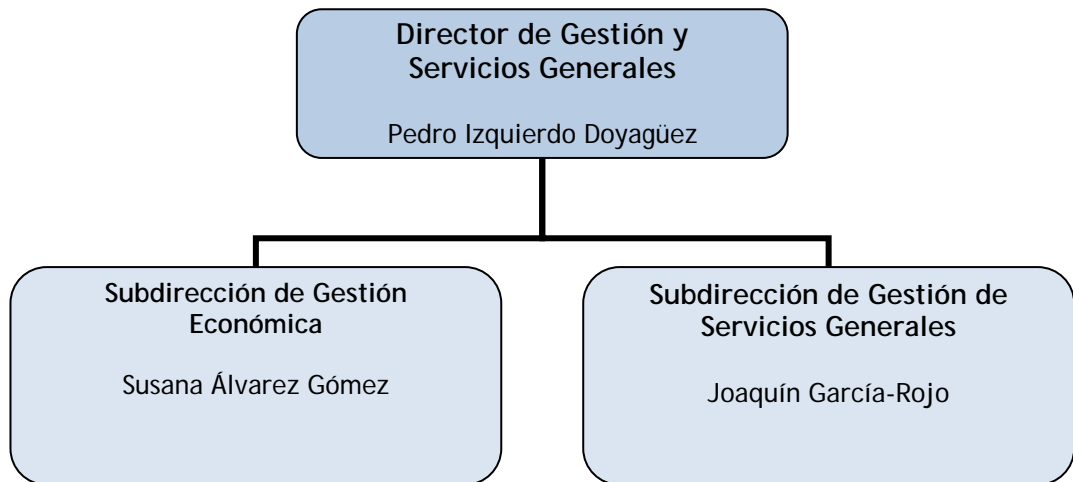 Director de Gestión y
Servicios Generales
Pedro Izquierdo Doyagüez
Subdirección de Gestión
Económica
Susana Álvarez Gómez
Subdirección de Gestión de
Servicios Generales
Joaquín García-Rojo